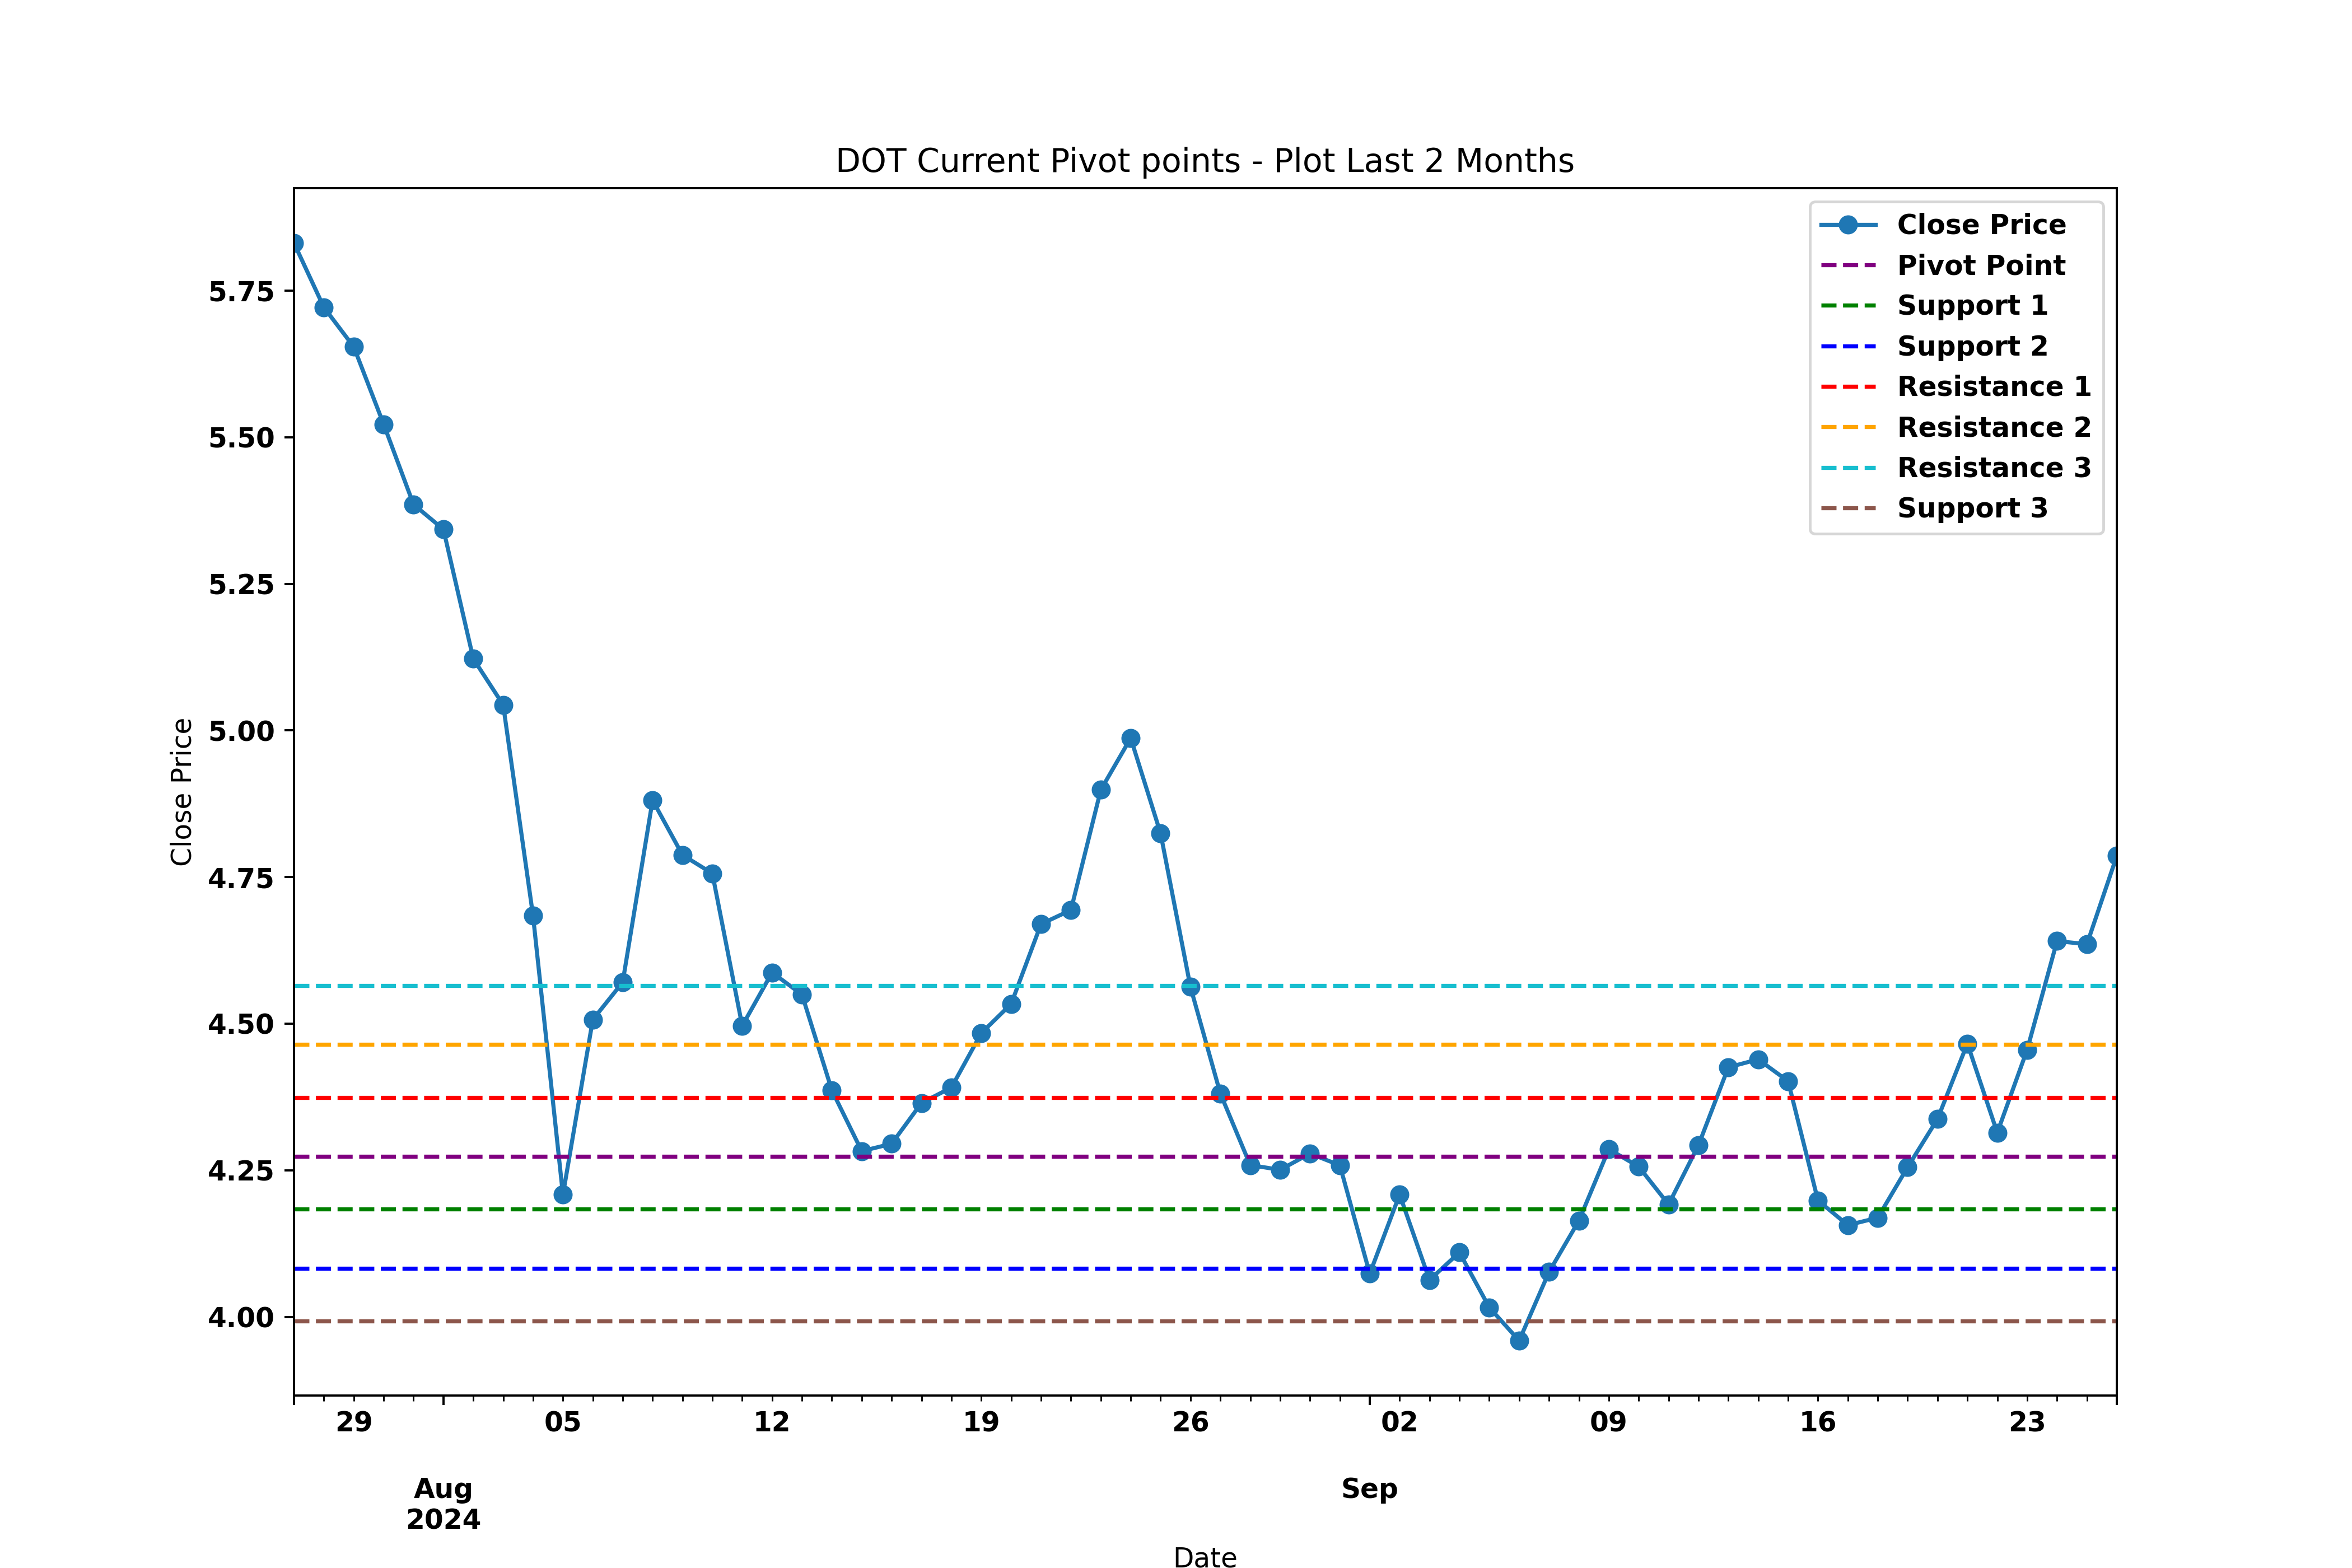 DOT Current Pivot points - Plot Last 2 Months
Close Price
Pivot Point
Support 1
Support 2
Resistance 1
Resistance 2
Resistance 3
Support 3
Close Price
5.75
5.50
5.25
5.00
4.75
4.50
4.25
4.00
29 05 12 19 26 02 09 16 23
Aug Sep
2024
Date